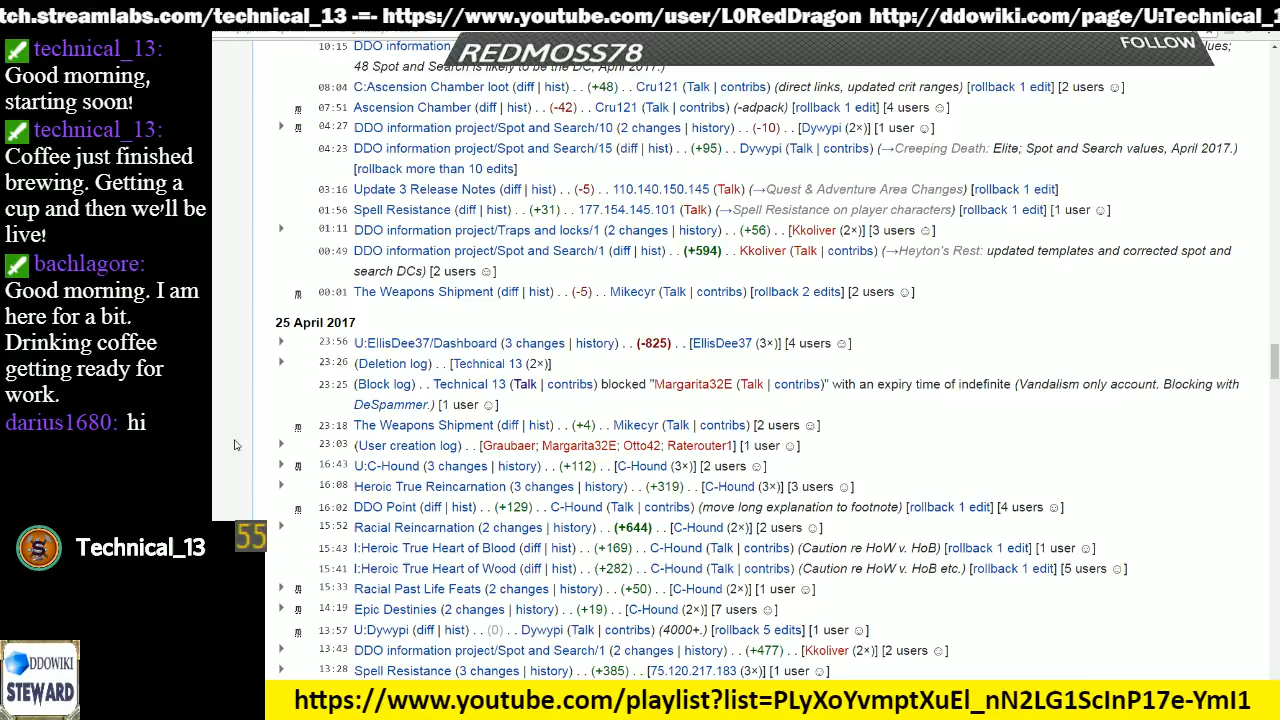 tch.streamlabs.com/technical_13 -=- https://www.youtube.com/user/L0RedDragon http://ddowiki.com/page/U:Technical_1
REDMOSS78
FOLLOW
technical_13:
Good morning,
starting soon!
technical_13:
Coffee just finished
brewing. Getting a
cup and then we'll be
live!
bachlagore:
Good morning. I am
here for a bit.
Drinking coffee
getting ready for
work.
darius1680: hi
Technical_13
55
DDOWIKI
STEWARD
10:15 DDO information
48 Spot and Search is likely to be the DC, April 2017.)
08:04 C:Ascension Chamber loot (diff | hist) . . (+48) . . Cru121 (Talk | contribs) (direct links, updated crit ranges) [rollback 1 edit] [2 users ☺]
m 07:51 Ascension Chamber (diff | hist) . . (-42) . . Cru121 (Talk | contribs) (-adpack) [rollback 1 edit] [4 users ☺]
m 04:27 DDO information project/Spot and Search/10 (2 changes | history) . . (-10) . . [Dywypi (2×)] [1 user ☺]
04:23 DDO information project/Spot and Search/15 (diff | hist) . . (+95) . . Dywypi (Talk | contribs) (→Creeping Death: Elite; Spot and Search values, April 2017.)
[rollback more than 10 edits]
03:16 Update 3 Release Notes (diff | hist) . . (-5) . . 110.140.150.145 (Talk) (→Quest & Adventure Area Changes) [rollback 1 edit]
01:56 Spell Resistance (diff | hist) . . (+31) . . 177.154.145.101 (Talk) (→Spell Resistance on player characters) [rollback 1 edit] [1 user ☺]
01:11 DDO information project/Traps and locks/1 (2 changes | history) . . (+56) . . [Kkoliver (2×)] [3 users ☺]
00:49 DDO information project/Spot and Search/1 (diff | hist) . . (+594) . . Kkoliver (Talk | contribs) (→Heyton's Rest: updated templates and corrected spot and
search DCs) [2 users ☺]
m 00:01 The Weapons Shipment (diff | hist) . . (-5) . . Mikecyr (Talk | contribs) [rollback 2 edits] [2 users ☺]
25 April 2017
23:56 U:EllisDee37/Dashboard (3 changes | history) . . (-825) . . [EllisDee37 (3×)] [4 users ☺]
23:26 (Deletion log) . . [Technical 13 (2×)]
23:25 (Block log) . . Technical 13 (Talk | contribs) blocked "Margarita32E (Talk | contribs)" with an expiry time of indefinite (Vandalism only account. Blocking with
DeSpammer.) [1 user ☺]
m 23:18 The Weapons Shipment (diff | hist) . . (+4) . . Mikecyr (Talk | contribs) [2 users ☺]
23:03 (User creation log) . . [Graubaer; Margarita32E; Otto42; Raterouter1] [1 user ☺]
m 16:43 U:C-Hound (3 changes | history) . . (+112) . . [C-Hound (3×)] [2 users ☺]
16:08 Heroic True Reincarnation (3 changes | history) . . (+319) . . [C-Hound (3×)] [3 users ☺]
m 16:02 DDO Point (diff | hist) . . (+129) . . C-Hound (Talk | contribs) (move long explanation to footnote) [rollback 1 edit] [4 users ☺]
m 15:52 Racial Reincarnation (2 changes | history) . . (+644) . . [C-Hound (2×)] [2 users ☺]
15:43 I:Heroic True Heart of Blood (diff | hist) . . (+169) . . C-Hound (Talk | contribs) (Caution re HoW v. HoB) [rollback 1 edit] [1 user ☺]
15:41 I:Heroic True Heart of Wood (diff | hist) . . (+282) . . C-Hound (Talk | contribs) (Caution re HoW v. HoB etc.) [rollback 1 edit] [5 users ☺]
m 15:33 Racial Past Life Feats (2 changes | history) . . (+50) . . [C-Hound (2×)] [1 user ☺]
m 14:19 Epic Destinies (2 changes | history) . . (+19) . . [C-Hound (2×)] [7 users ☺]
m 13:57 U:Dywypi (diff | hist) . . (0) . . Dywypi (Talk | contribs) (4000+.) [rollback 5 edits] [1 user ☺]
13:43 DDO information project/Spot and Search/1 (2 changes | history) . . (+477) . . [Kkoliver (2×)] [2 users ☺]
13:28 Spell Resistance (3 changes | history) . . (+385) . . [75.120.217.183 (3×)] [1 user ☺]
https://www.youtube.com/playlist?list=PLyXoYvmptXuEl_nN2LG1ScInP17e-YmI1